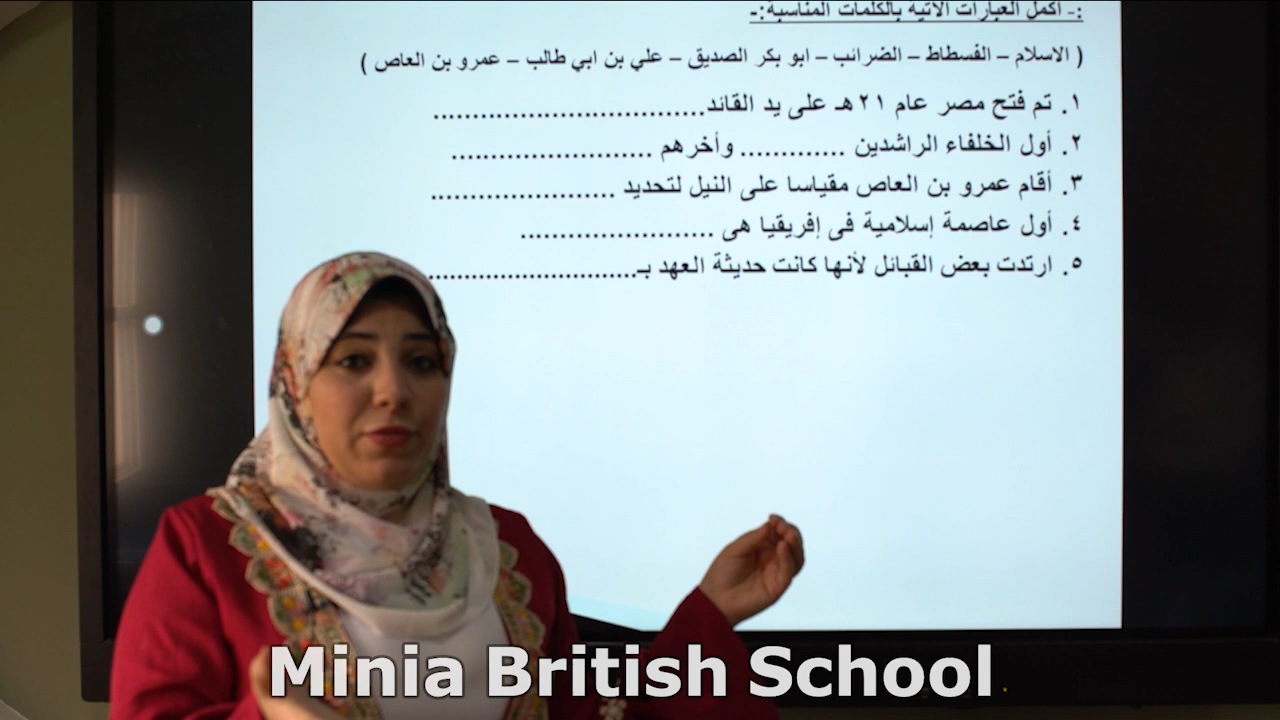 :- أكمل العبارات الآتية بالكلمات المناسبة:-
( الاسلام – الفسطاط – الضرائب – ابو بكر الصديق – علي بن ابي طالب – عمرو بن العاص )
١. تم فتح مصر عام ٢١ هـ على يد القائد..................................
٢. أول الخلفاء الراشدين ............. وأخرهم .........................
٣. أقام عمرو بن العاص مقياسا على النيل لتحديد .......................
٤. أول عاصمة إسلامية فى إفريقيا هى ........................
٥. ارتدت بعض القبائل لأنها كانت حديثة العهد بـ...........................
Minia British School